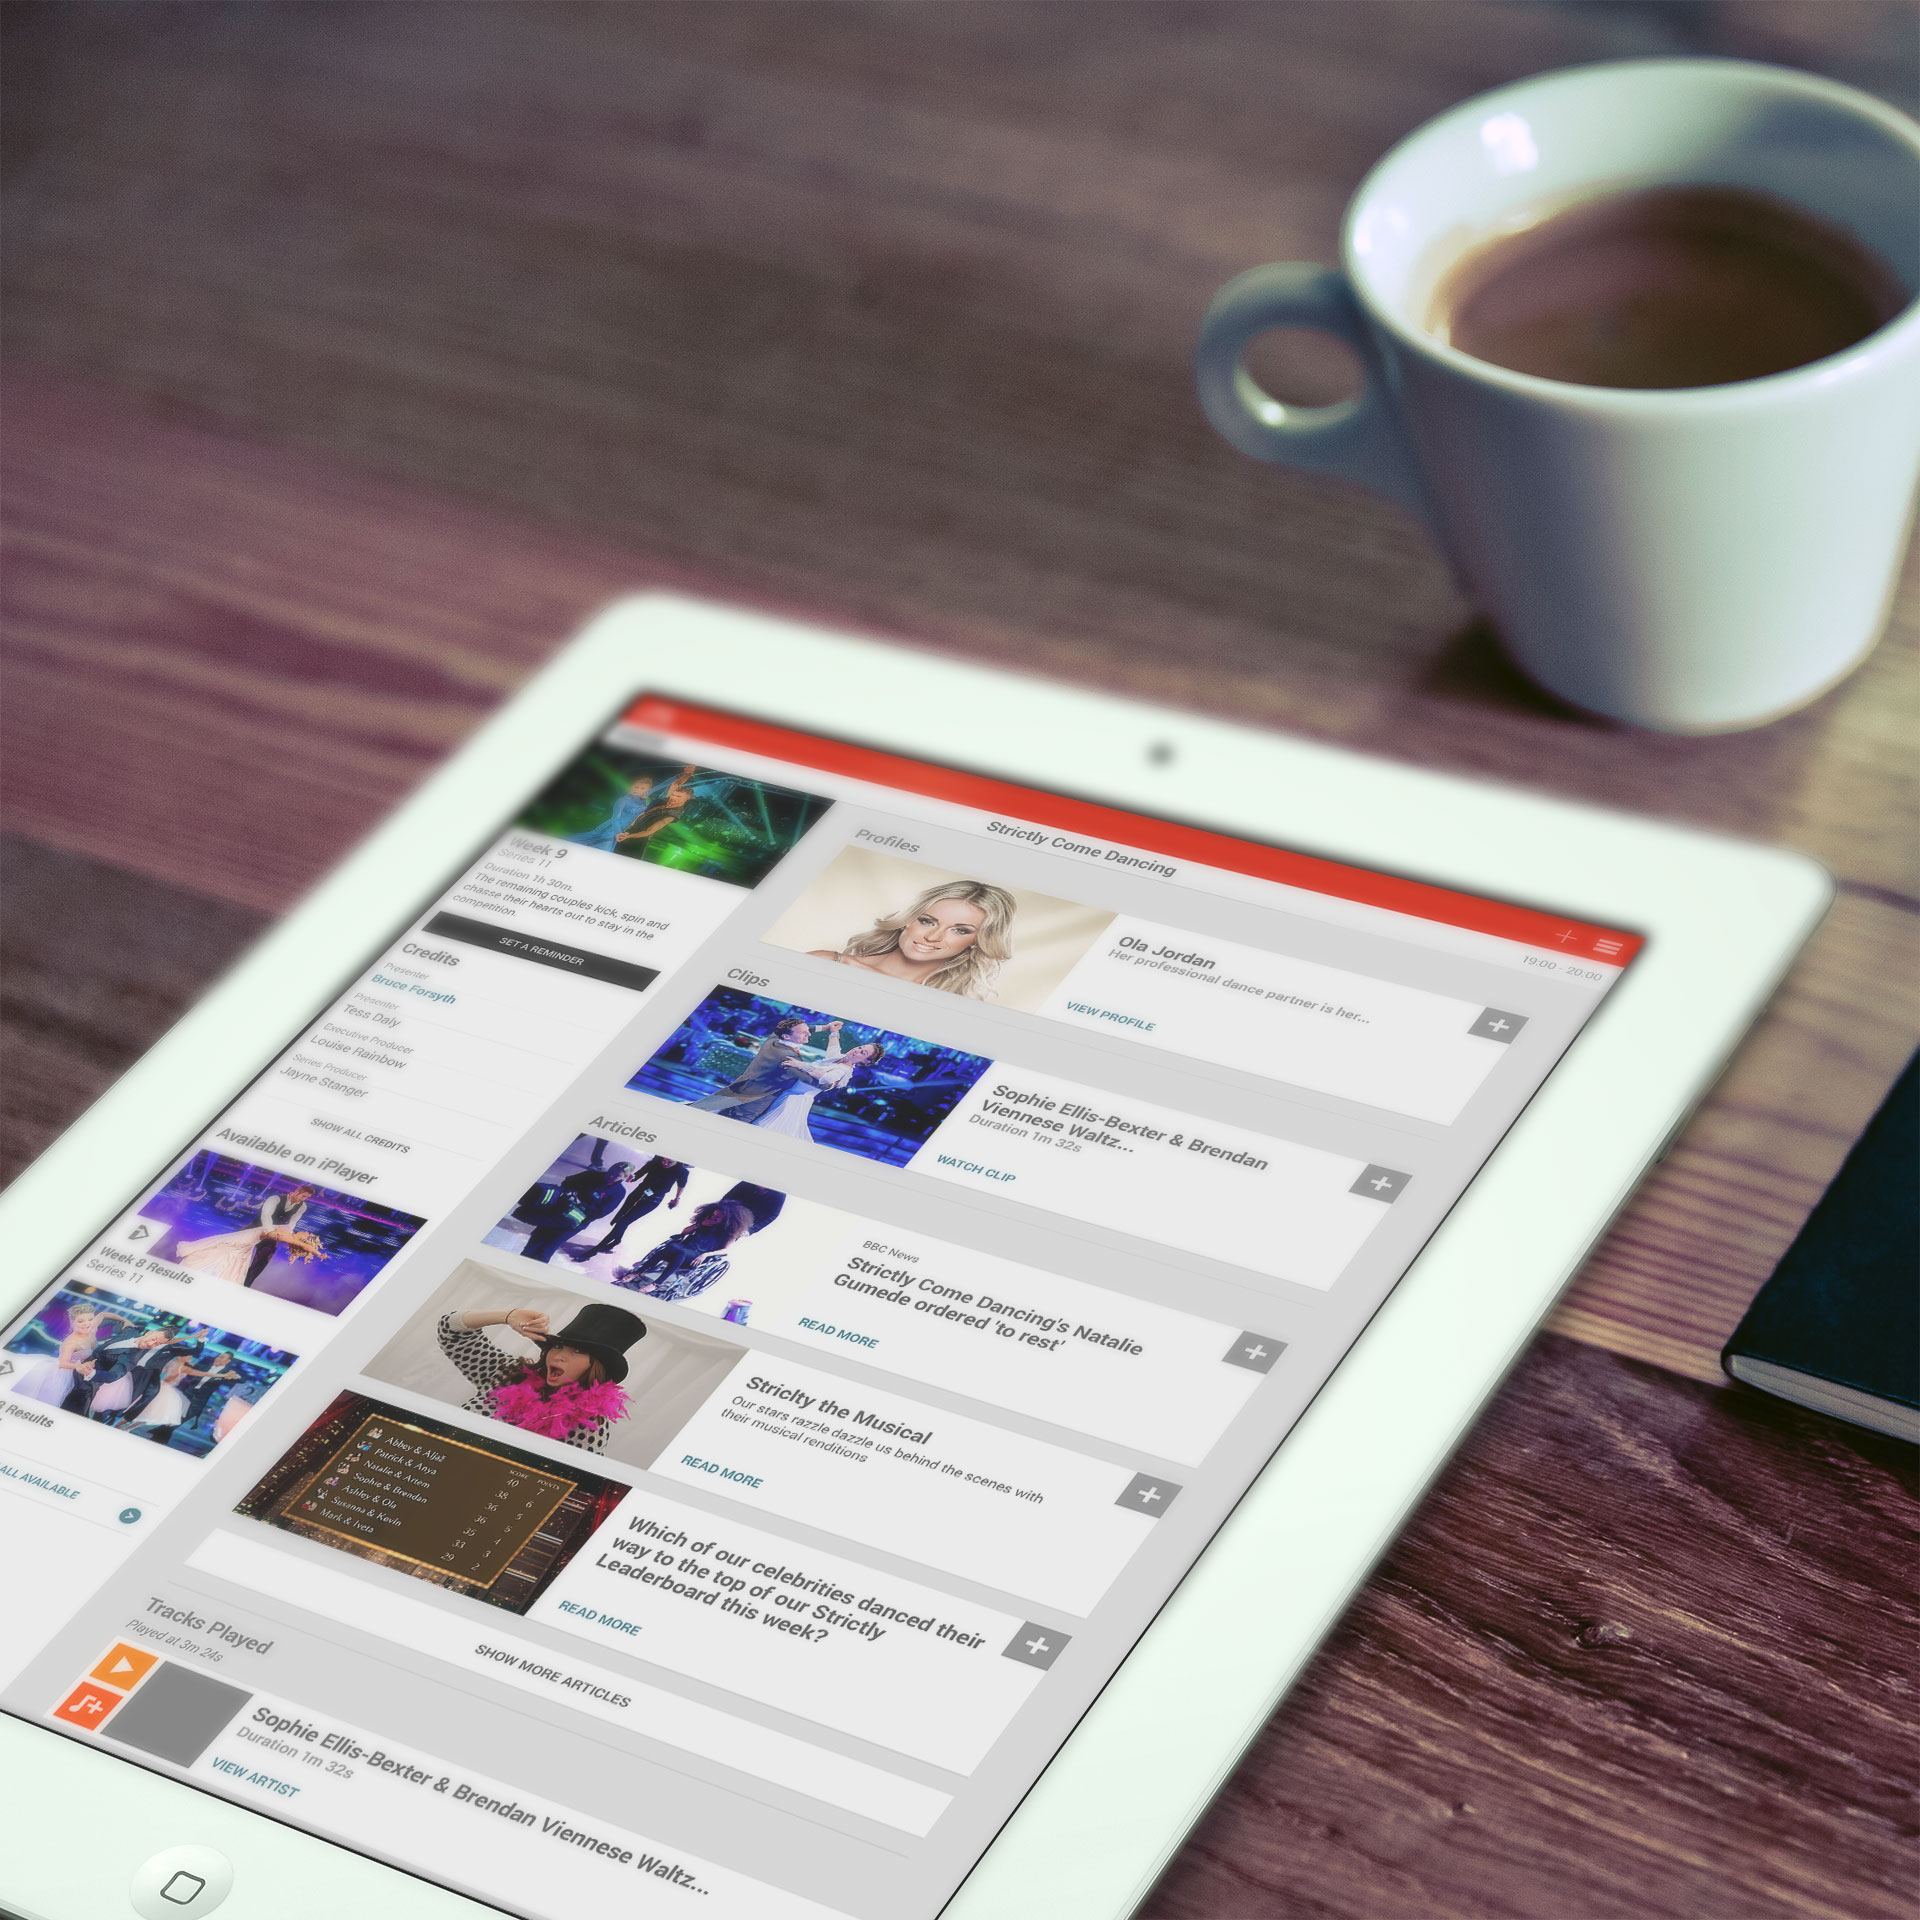 Strictly Come Dancing
19:00 - 20:00
Week 9
Series 11
Duration 1h 30m.
The remaining couples kick, spin and
chasse their hearts out to stay in the
competition.
SET A REMINDER
Credits
Presenter
Bruce Forsyth
Presenter
Tess Daly
Executive Producer
Louise Rainbow
Series Producer
Jayne Stanger
SHOW ALL CREDITS
Available on iPlayer
Week 8 Results
Series 11
Results
ALL AVAILABLE
Profiles
Ola Jordan
Her professional dance partner is her...
VIEW PROFILE
Clips
Sophie Ellis-Bexter & Brendan
Viennese Waltz...
Duration 1m 32s
WATCH CLIP
Articles
BBC News
Strictly Come Dancing's Natalie
Gumede ordered 'to rest'
READ MORE
Striclty the Musical
Our stars razzle dazzle us behind the scenes with
their musical renditions
READ MORE
SCORE POINTS
Abbey & Aljaž 40 7
Patrick & Anya 38 6
Natalie & Artem 36 5
Sophie & Brendan 36 5
Ashley & Ola 35 4
Susanna & Kevin 33 3
Mark & Iveta 29 2
Which of our celebrities danced their
way to the top of our Strictly
Leaderboard this week?
READ MORE
SHOW MORE ARTICLES
Tracks Played
Played at 3m 24s
Sophie Ellis-Bexter & Brendan Viennese Waltz...
Duration 1m 32s
VIEW ARTIST